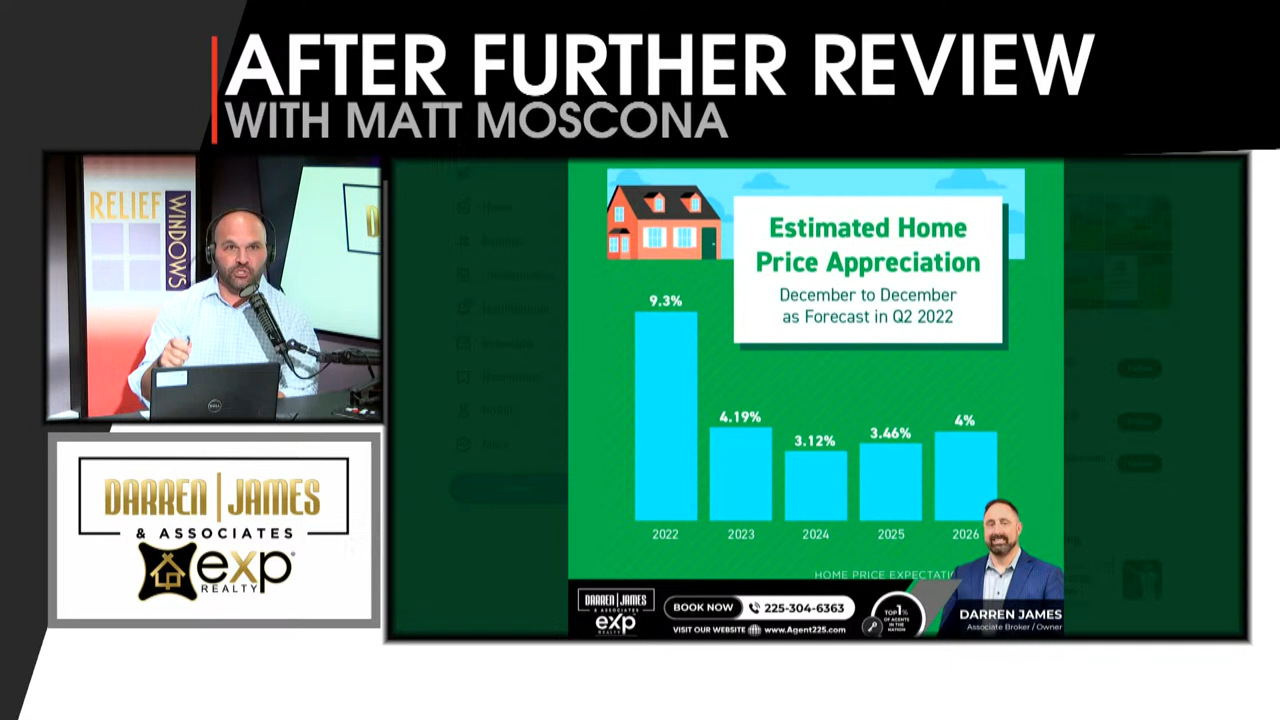 AFTER FURTHER REVIEW
WITH MATT MOSCONA
RELIEF
WINDOWS
DELL
DARREN JAMES
& ASSOCIATES
exp
REALTY
Estimated Home
Price Appreciation
December to December
as Forecast in Q2 2022
9.3%
4.19%
3.12%
3.46%
4%
2022
2023
2024
2025
2026
HOME PRICE
DARREN JAMES
& ASSOCIATES
exp
REALTY
BOOK NOW
225-304-6363
VISIT OUR WEBSITE
www.Agent225.com
TOP 1%
OF AGENTS
IN THE
NATION
DARREN JAMES
Associate Broker / Owner